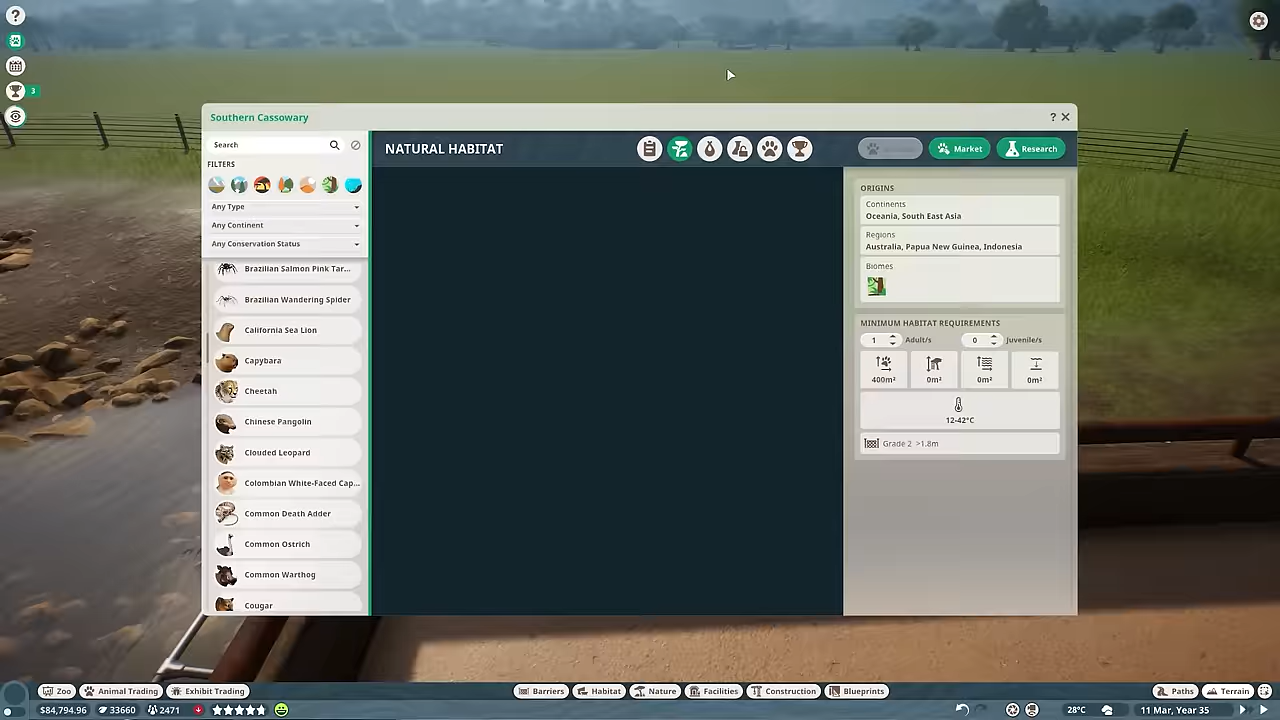 3
Southern Cassowary
?
Search
FILTERS
Any Type
Any Continent
Any Conservation Status
Brazilian Salmon Pink Tar...
Brazilian Wandering Spider
California Sea Lion
Capybara
Cheetah
Chinese Pangolin
Clouded Leopard
Colombian White-Faced Cap...
Common Death Adder
Common Ostrich
Common Warthog
Cougar
NATURAL HABITAT
Market
Research
ORIGINS
Continents
Oceania, South East Asia
Regions
Australia, Papua New Guinea, Indonesia
Biomes
MINIMUM HABITAT REQUIREMENTS
1 Adult/s 0 Juvenile/s
400m² 0m² 0m² 0m²
12-42°C
Grade 2 >1.8m
Zoo Animal Trading Exhibit Trading Barriers Habitat Nature Facilities Construction Blueprints Paths Terrain
$84,794.96 33660 2471 28°C 11 Mar, Year 35